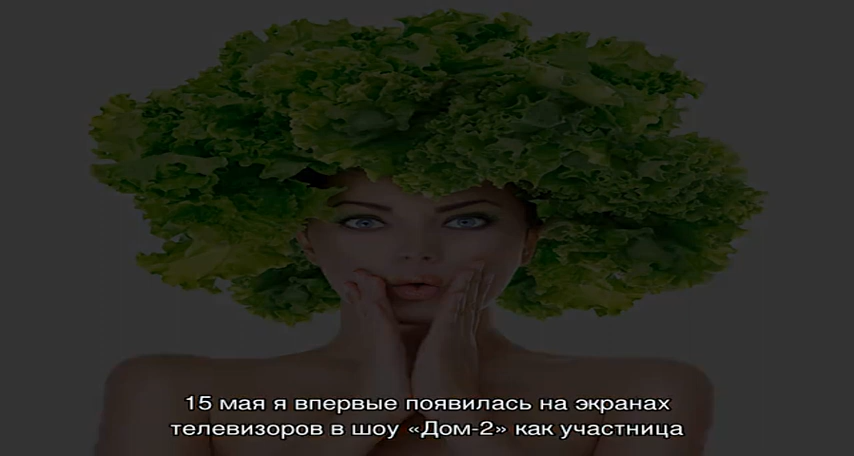 15 мая я впервые появилась на экранах
телевизоров в шоу «Дом-2» как участница